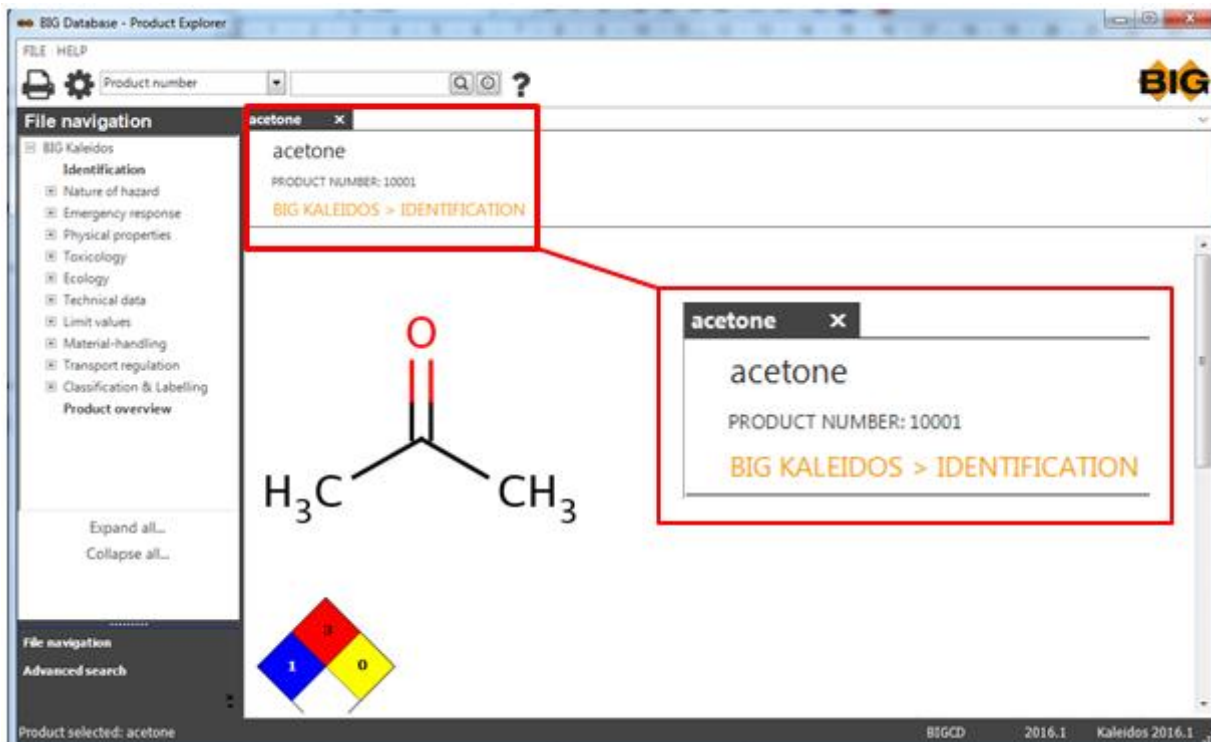 BIG Database - Product Explorer
FILE HELP
Product number
?
BIG
File navigation
acetone X
BIG Kaleidos
Identification
Nature of hazard
Emergency response
Physical properties
Toxicology
Ecology
Technical data
Limit values
Material-handling
Transport regulation
Classification & Labelling
Product overview
Expand all...
Collapse all...
File navigation
Advanced search
acetone
PRODUCT NUMBER: 10001
BIG KALEIDOS > IDENTIFICATION
acetone X
acetone
PRODUCT NUMBER: 10001
BIG KALEIDOS > IDENTIFICATION
O
H3C CH3
3
1 0
Product selected: acetone BIGCD 2016.1 Kaleidos 2016.1